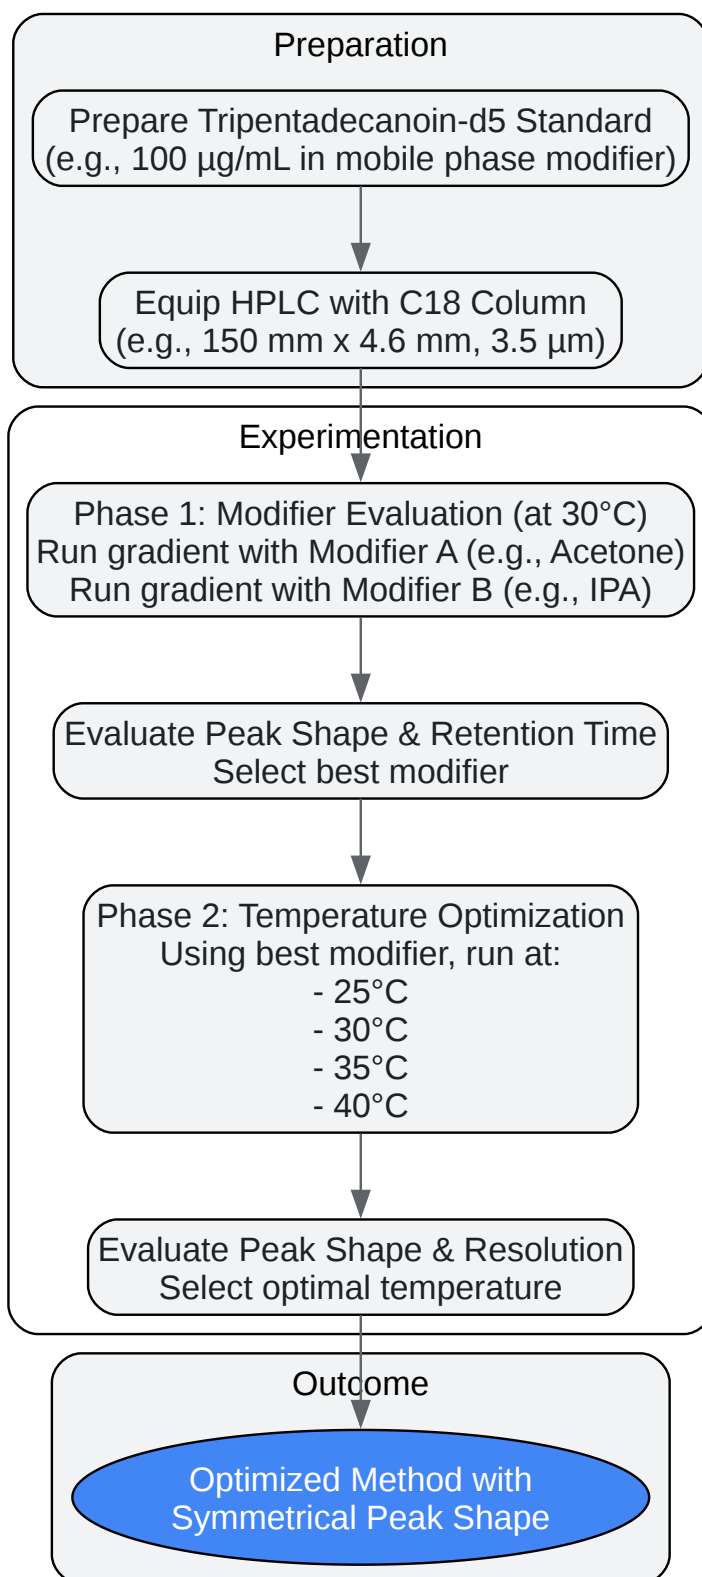 Preparation
Prepare Tripentadecanoin-d5 Standard
(e.g., 100 µg/mL in mobile phase modifier)
Equip HPLC with C18 Column
(e.g., 150 mm x 4.6 mm, 3.5 µm)
Experimentation
Phase 1: Modifier Evaluation (at 30°C)
Run gradient with Modifier A (e.g., Acetone)
Run gradient with Modifier B (e.g., IPA)
Evaluate Peak Shape & Retention Time
Select best modifier
Phase 2: Temperature Optimization
Using best modifier, run at:
- 25°C
- 30°C
- 35°C
- 40°C
Evaluate Peak Shape & Resolution
Select optimal temperature
Outcome
Optimized Method with
Symmetrical Peak Shape